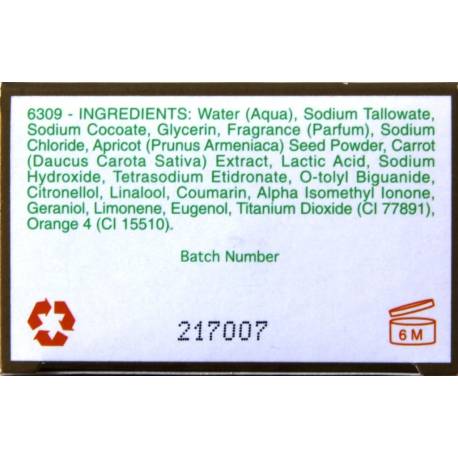 6309 - INGREDIENTS: Water (Aqua), Sodium Tallowate,
Sodium Cocoate, Glycerin, Fragrance (Parfum), Sodium
Chloride, Apricot (Prunus Armeniaca) Seed Powder, Carrot
(Daucus Carota Sativa) Extract, Lactic Acid, Sodium
Hydroxide, Tetrasodium Etidronate, O-tolyl Biguanide,
Citronellol, Linalool, Coumarin, Alpha Isomethyl Ionone,
Geraniol, Limonene, Eugenol, Titanium Dioxide (CI 77891),
Orange 4 (CI 15510).
Batch Number
217007
6 M